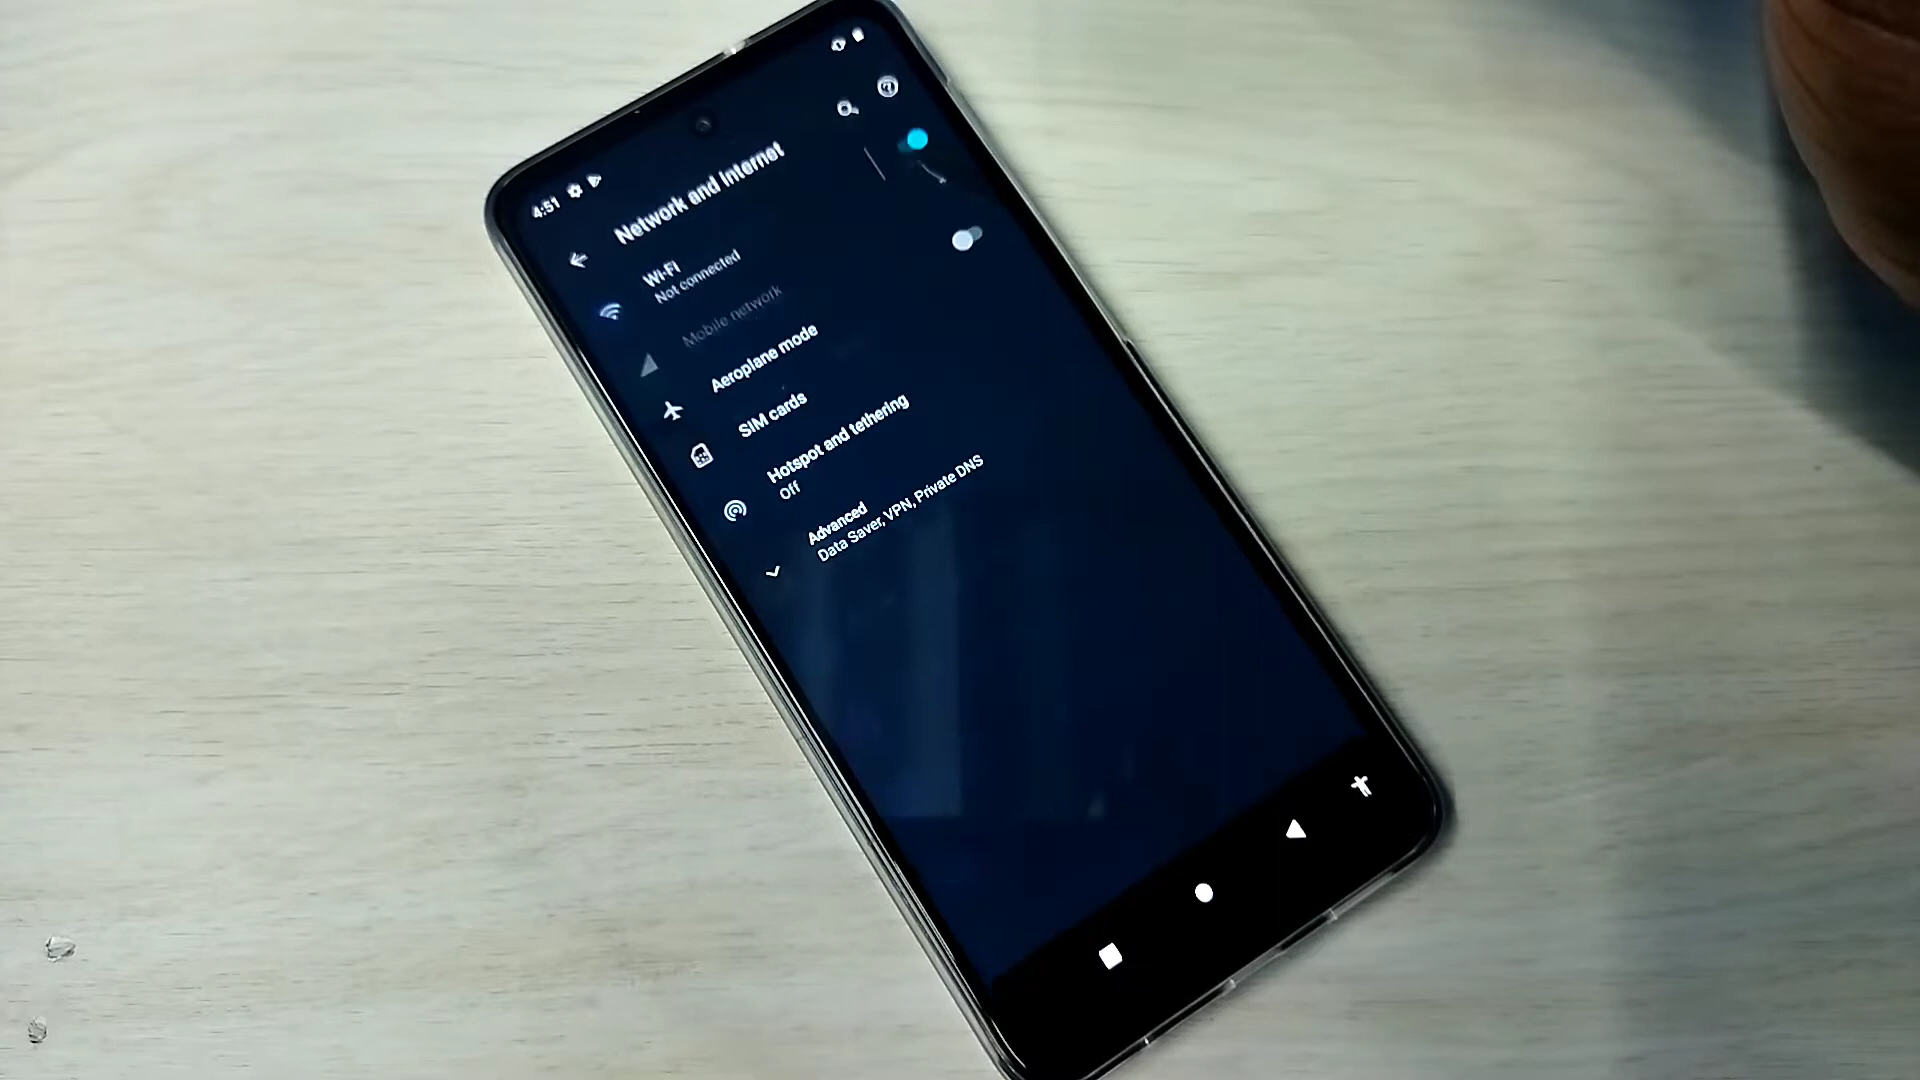 4:51
Network and internet
Wi-Fi
Not connected
Mobile network
Aeroplane mode
SIM cards
Hotspot and tethering
Off
Advanced
Data Saver, VPN, Private DNS